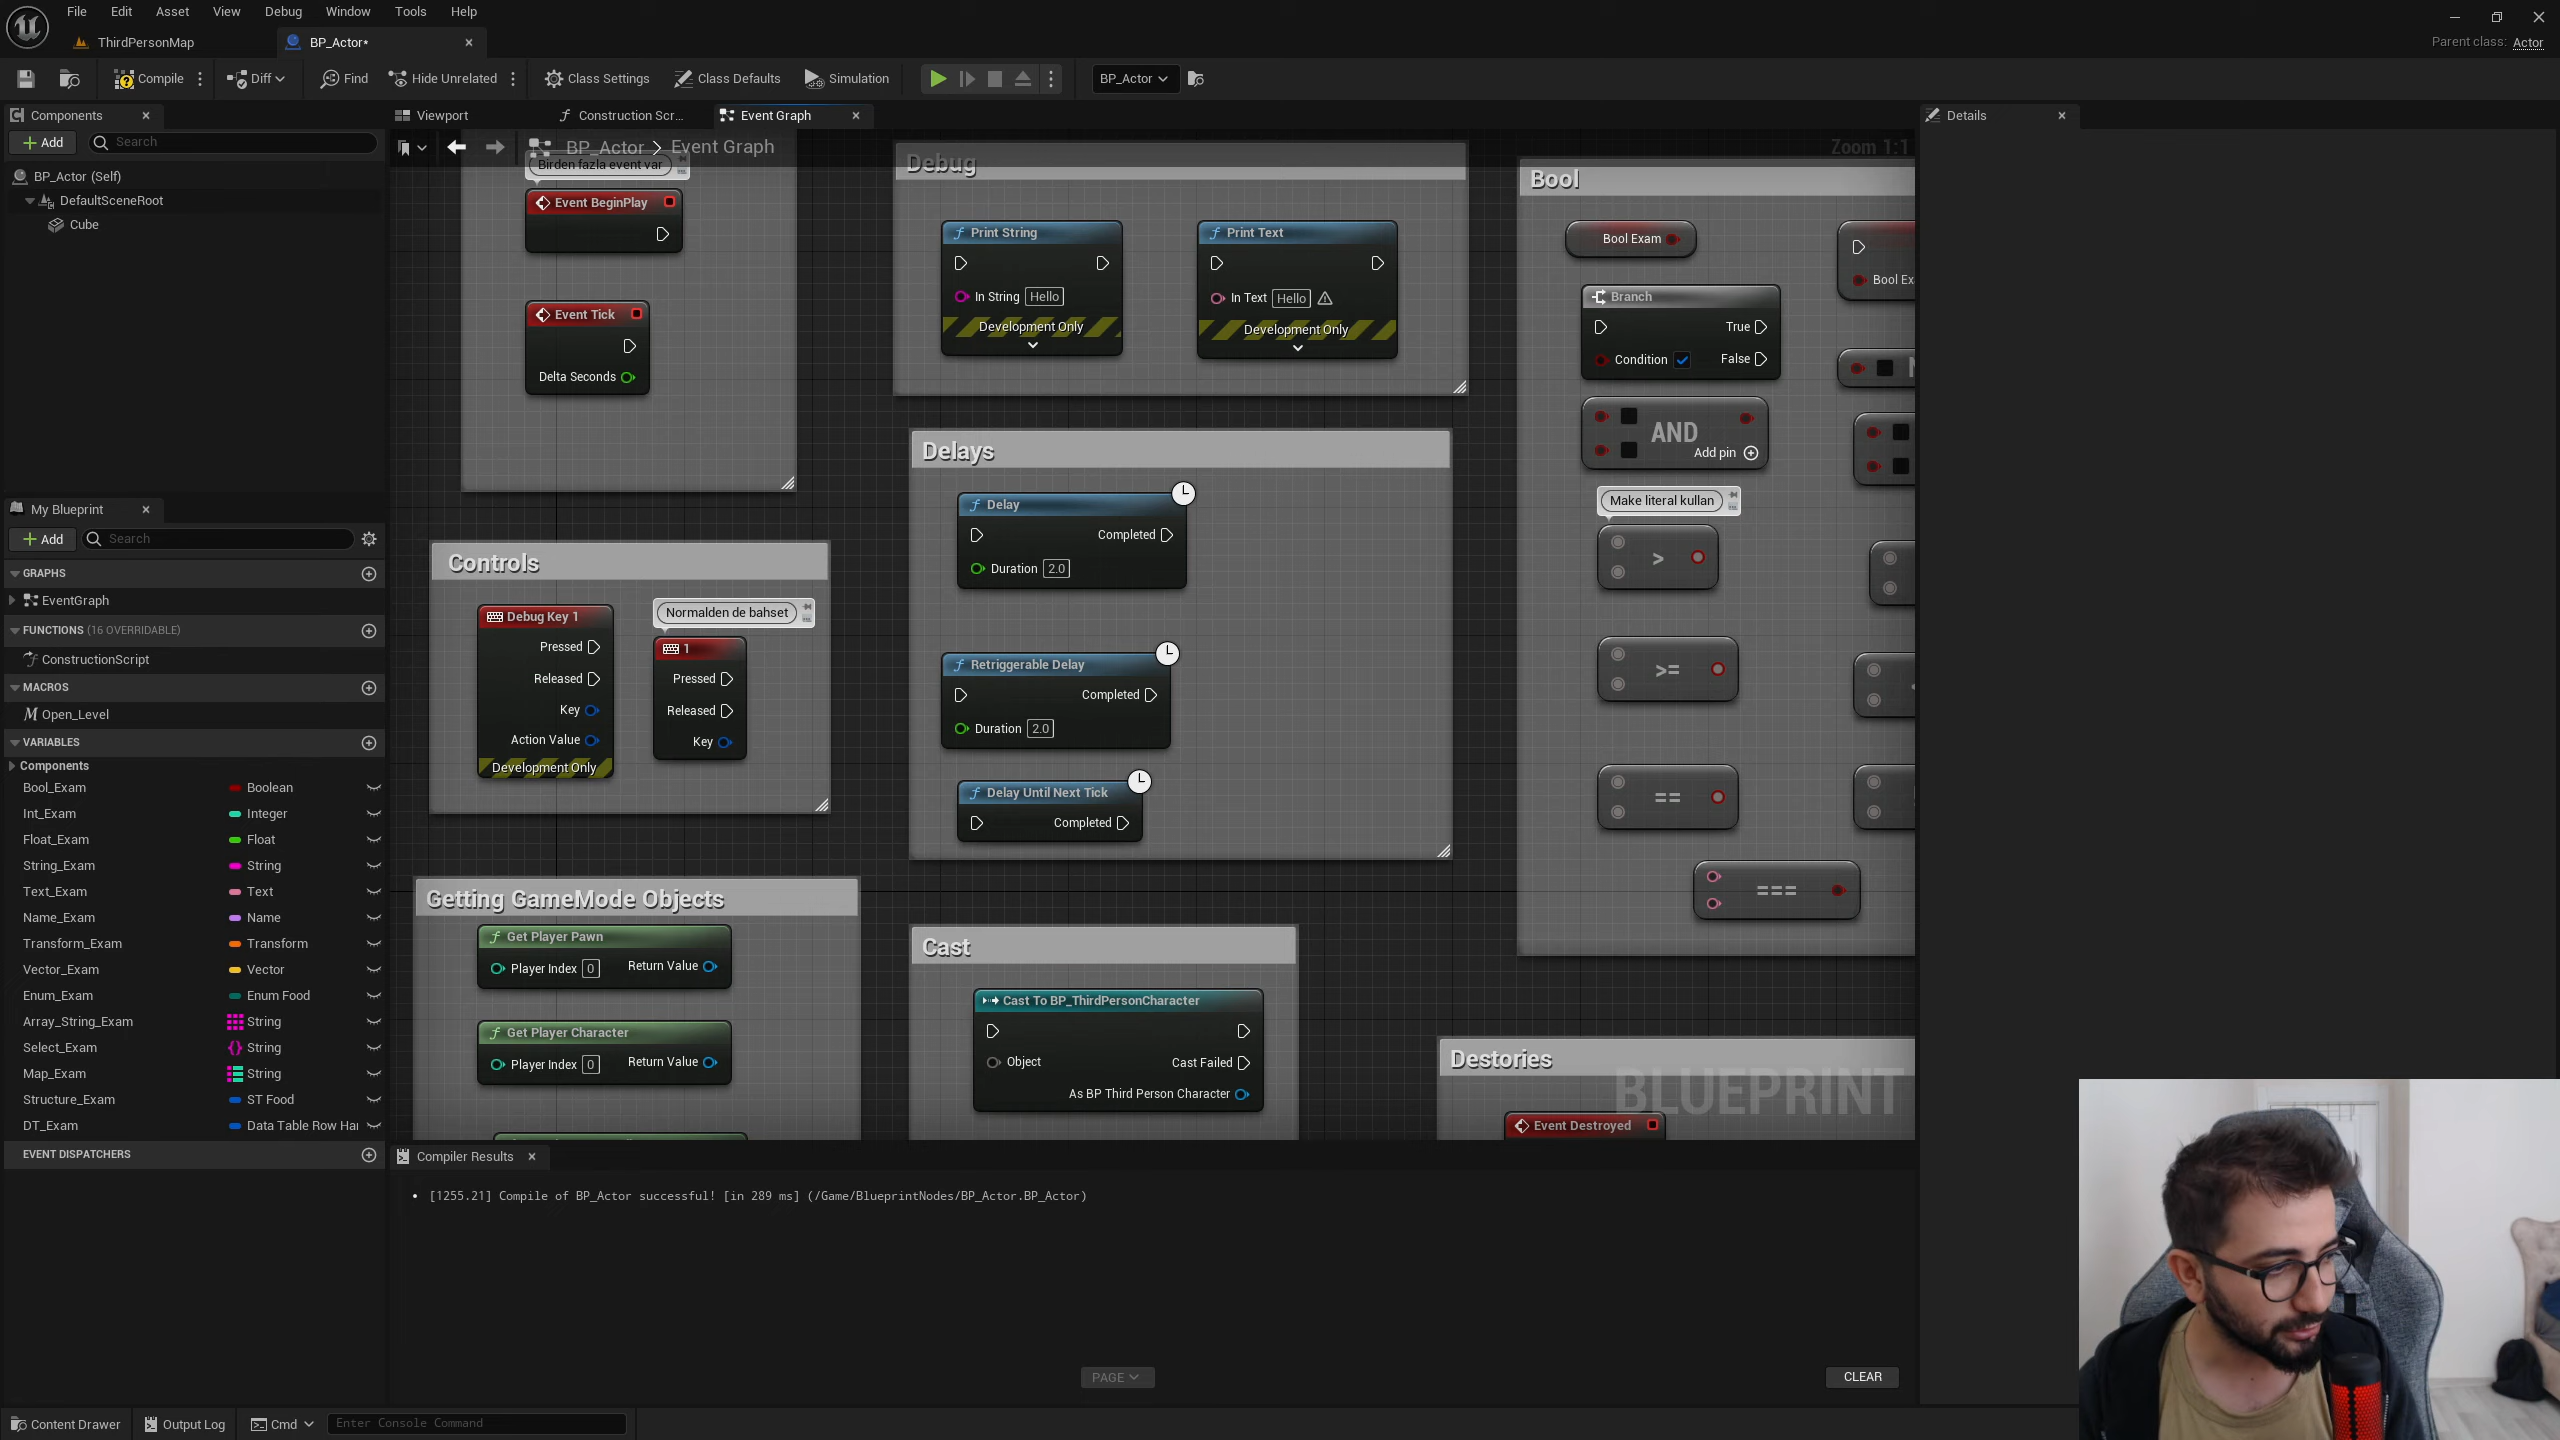 File Edit Asset View Debug Window Tools Help
ThirdPersonMap BP_Actor*
Parent class: Actor
Compile Diff Find Hide Unrelated Class Settings Class Defaults Simulation BP_Actor
Components
Add Search
BP_Actor (Self)
DefaultSceneRoot
Cube
My Blueprint
Add Search
GRAPHS
EventGraph
FUNCTIONS (16 OVERRIDABLE)
ConstructionScript
MACROS
Open_Level
VARIABLES
Components
Bool_Exam Boolean
Int_Exam Integer
Float_Exam Float
String_Exam String
Text_Exam Text
Name_Exam Name
Transform_Exam Transform
Vector_Exam Vector
Enum_Exam Enum Food
Array_String_Exam String
Select_Exam String
Map_Exam String
Structure_Exam ST Food
DT_Exam Data Table Row Ha
EVENT DISPATCHERS
Viewport Construction Scr... Event Graph
BP_Actor > Event Graph
Zoom 1:1
Birden fazla event var
Event BeginPlay
Event Tick
Delta Seconds
Controls
Debug Key 1
Pressed
Released
Key
Action Value
Development Only
Normalden de bahset
1
Pressed
Released
Key
Getting GameMode Objects
Get Player Pawn
Player Index 0 Return Value
Get Player Character
Player Index 0 Return Value
Debug
Print String
In String Hello
Development Only
Print Text
In Text Hello
Development Only
Delays
Delay
Completed
Duration 2.0
Retriggerable Delay
Completed
Duration 2.0
Delay Until Next Tick
Completed
Cast
Cast To BP_ThirdPersonCharacter
Object Cast Failed
As BP Third Person Character
Bool
Bool Exam
Bool Ex
Branch
True
Condition False
AND
Add pin
Make literal kullan
>
>=
==
===
Destories
Event Destroyed
BLUEPRINT
Details
Compiler Results
• [1255.21] Compile of BP_Actor successful! [in 289 ms] (/Game/BlueprintNodes/BP_Actor.BP_Actor)
PAGE
CLEAR
Content Drawer Output Log Cmd Enter Console Command